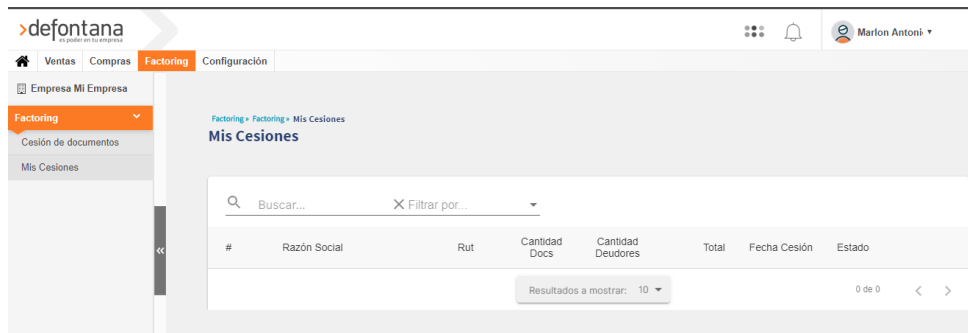 >defontana
es poder en tu empresa
Marlon Antoni
Ventas Compras Factoring Configuración
Empresa Mi Empresa
Factoring
Cesión de documentos
Mis Cesiones
Factoring » Factoring » Mis Cesiones
Mis Cesiones
Buscar... Filtrar por...
# Razón Social Rut Cantidad Docs Cantidad Deudores Total Fecha Cesión Estado
Resultados a mostrar: 10 0 de 0